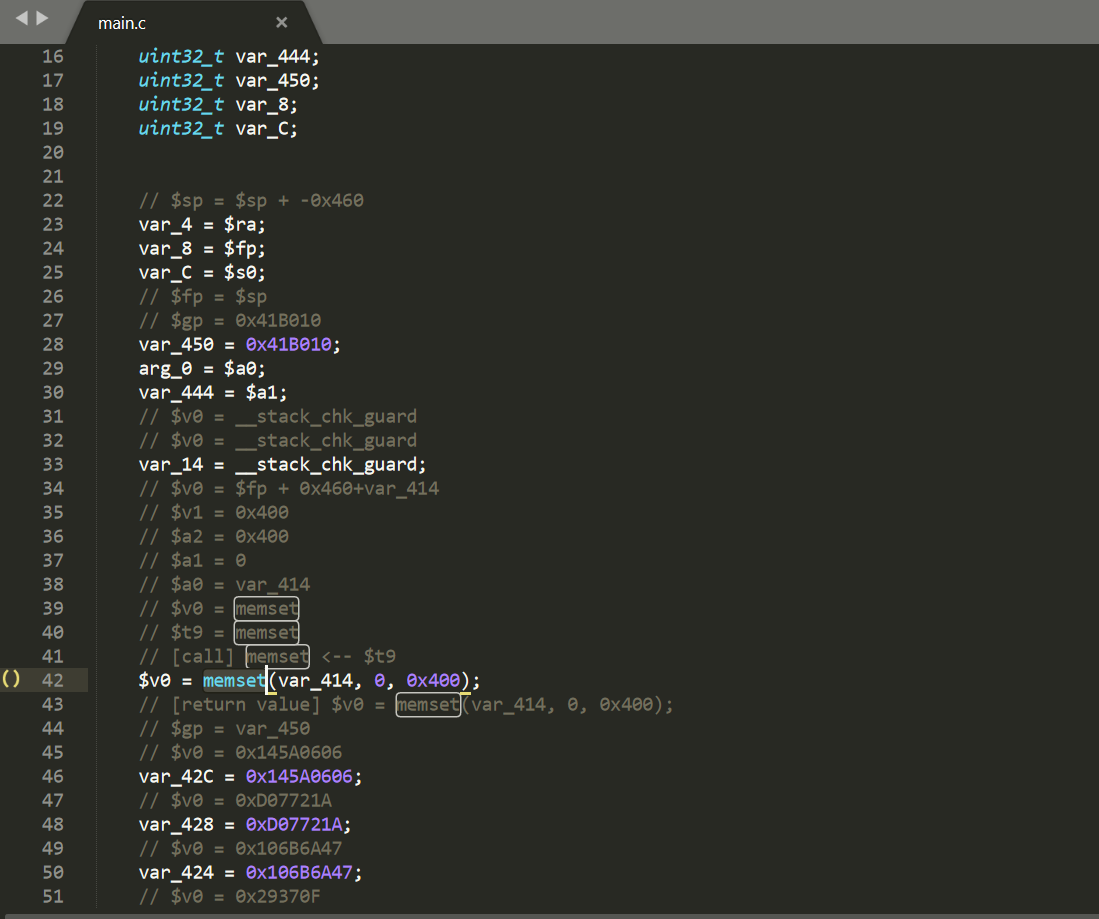 main.c
16 uint32_t var_444;
17 uint32_t var_450;
18 uint32_t var_8;
19 uint32_t var_C;
20
21
22 // $sp = $sp + -0x460
23 var_4 = $ra;
24 var_8 = $fp;
25 var_C = $s0;
26 // $fp = $sp
27 // $gp = 0x41B010
28 var_450 = 0x41B010;
29 arg_0 = $a0;
30 var_444 = $a1;
31 // $v0 = __stack_chk_guard
32 // $v0 = __stack_chk_guard
33 var_14 = __stack_chk_guard;
34 // $v0 = $fp + 0x460+var_414
35 // $v1 = 0x400
36 // $a2 = 0x400
37 // $a1 = 0
38 // $a0 = var_414
39 // $v0 = memset
40 // $t9 = memset
41 // [call] memset <-- $t9
() 42 $v0 = memset(var_414, 0, 0x400);
43 // [return value] $v0 = memset(var_414, 0, 0x400);
44 // $gp = var_450
45 // $v0 = 0x145A0606
46 var_42C = 0x145A0606;
47 // $v0 = 0xD07721A
48 var_428 = 0xD07721A;
49 // $v0 = 0x106B6A47
50 var_424 = 0x106B6A47;
51 // $v0 = 0x29370F